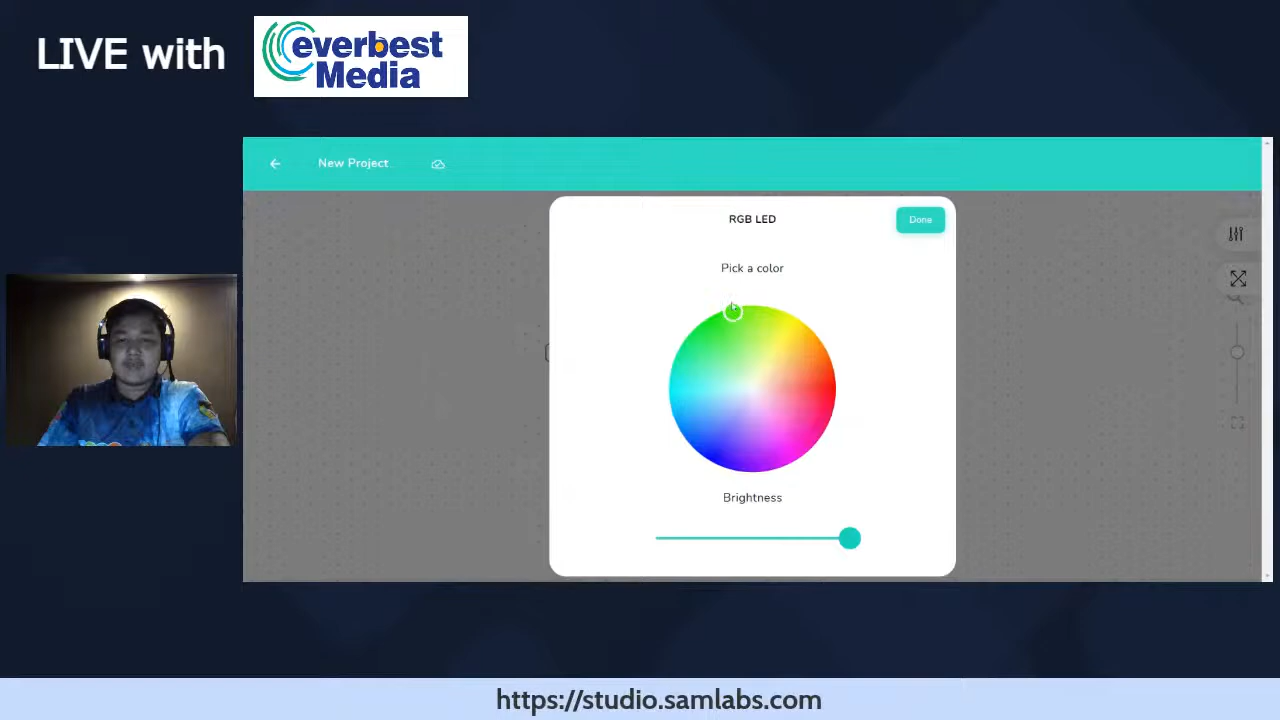 LIVE with
everbest
Media
New Project
RGB LED
Done
Pick a color
Brightness
https://studio.samlabs.com